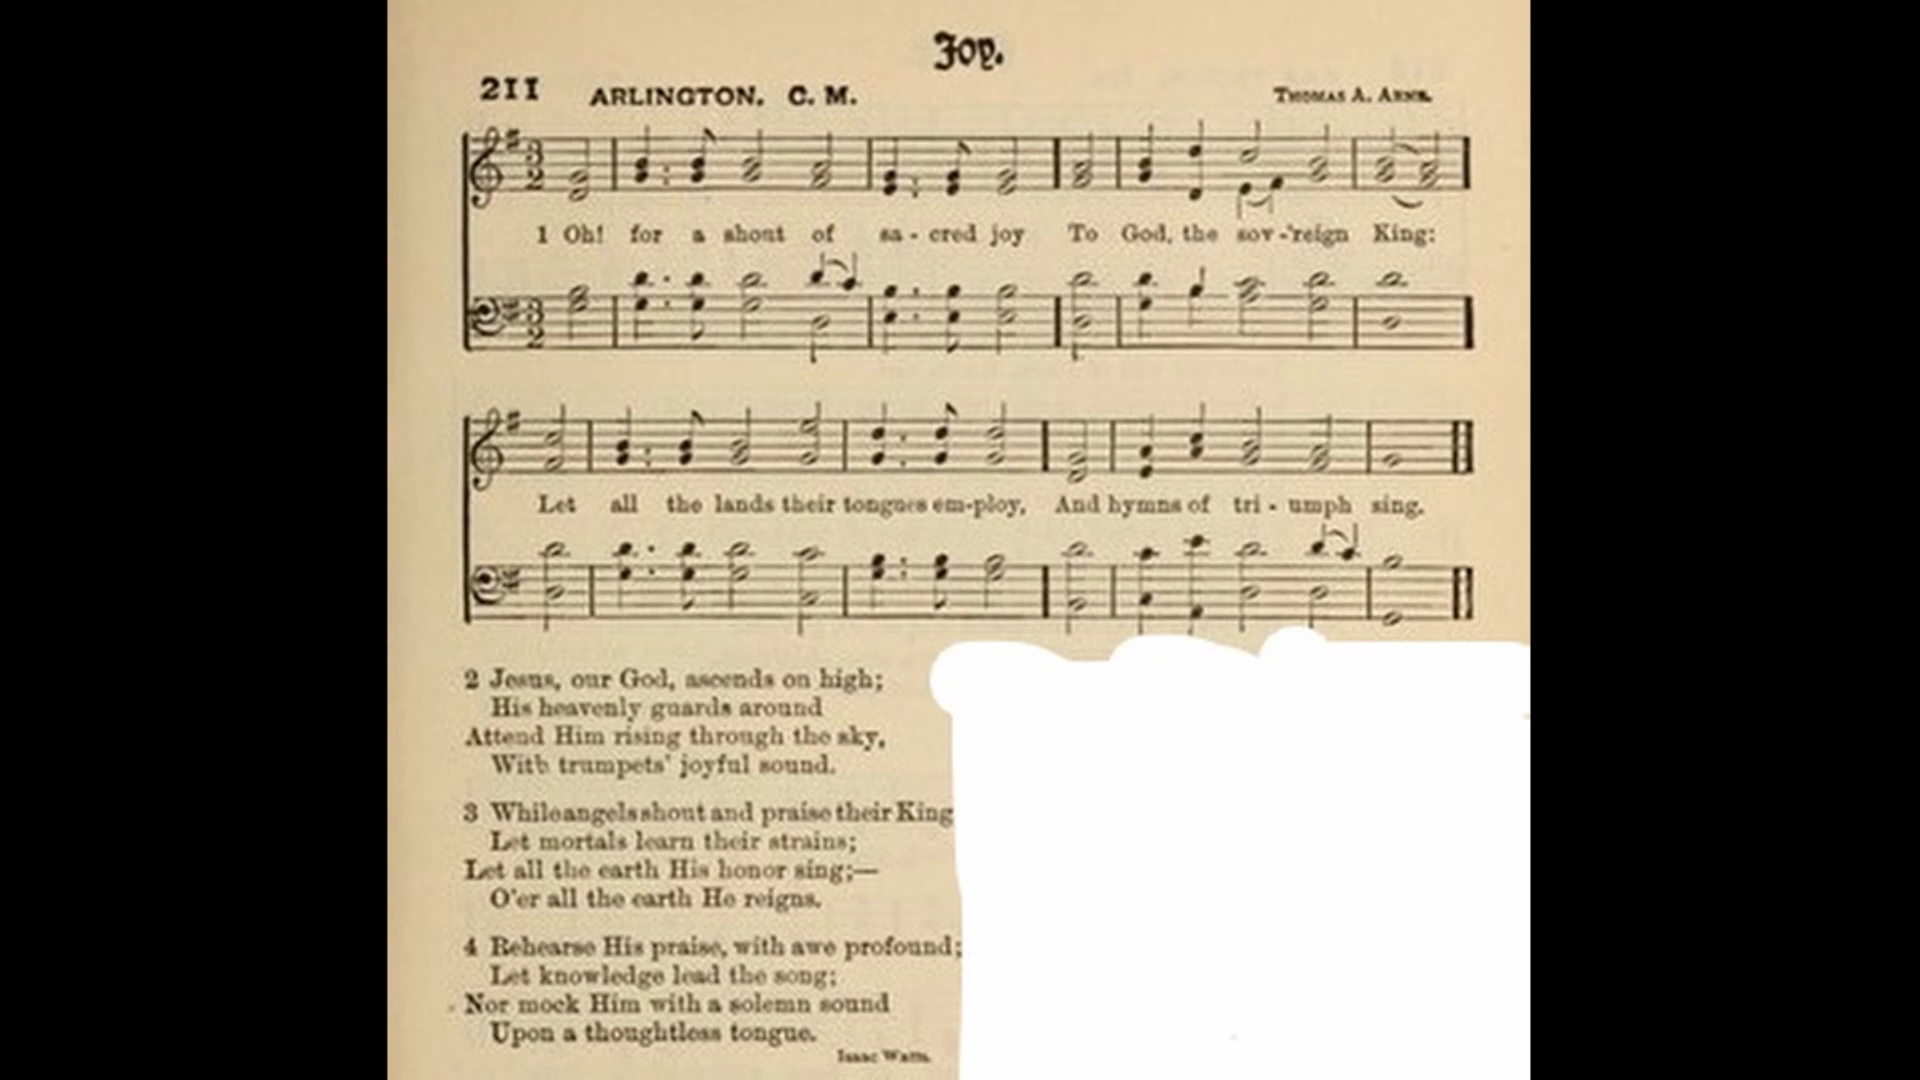 Joy.
211 ARLINGTON. C. M. THOMAS A. ARNE.
1 Oh! for a shout of sa - cred joy To God, the sov -'reign King:
Let all the lands their tongues em-ploy, And hymns of tri - umph sing.
2 Jesus, our God, ascends on high;
His heavenly guards around
Attend Him rising through the sky,
With trumpets' joyful sound.
3 While angels shout and praise their King
Let mortals learn their strains;
Let all the earth His honor sing;—
O'er all the earth He reigns.
4 Rehearse His praise, with awe profound;
Let knowledge lead the song;
Nor mock Him with a solemn sound
Upon a thoughtless tongue.
Isaac Watts.